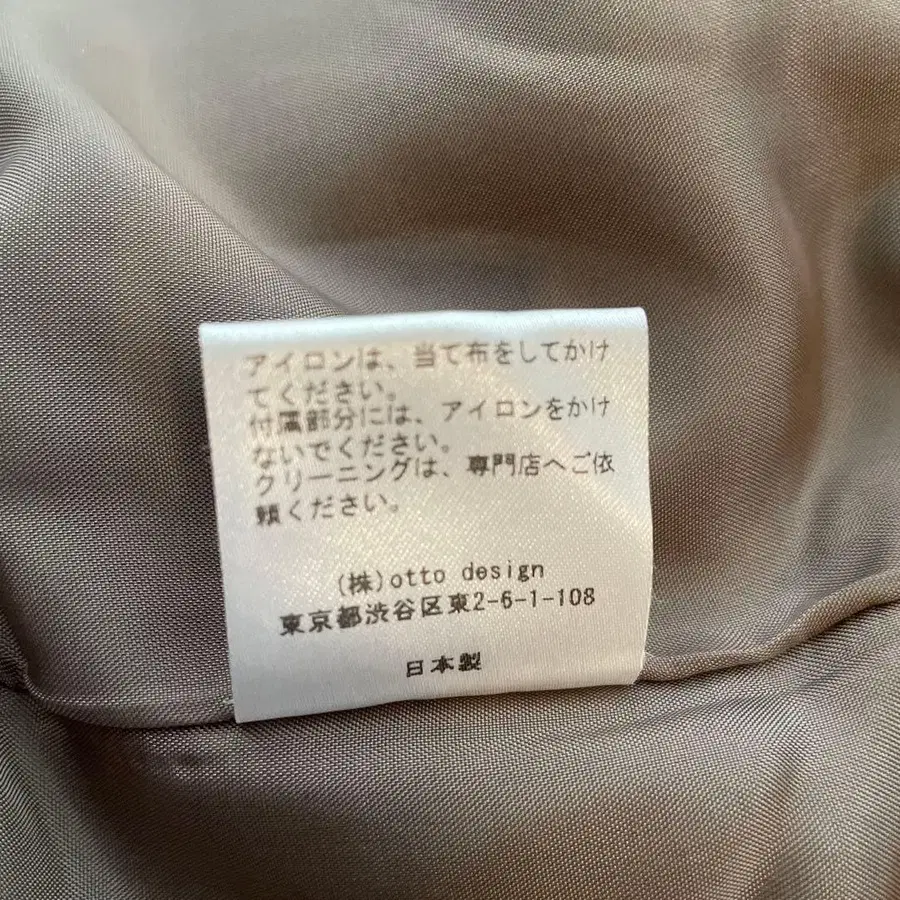 アイロンは、当て布をしてかけ
てください。
付属部分には、アイロンをかけ
ないでください。
クリーニングは、専門店へご依
頼ください。
(株)otto design
東京都渋谷区東2-6-1-108
日本製